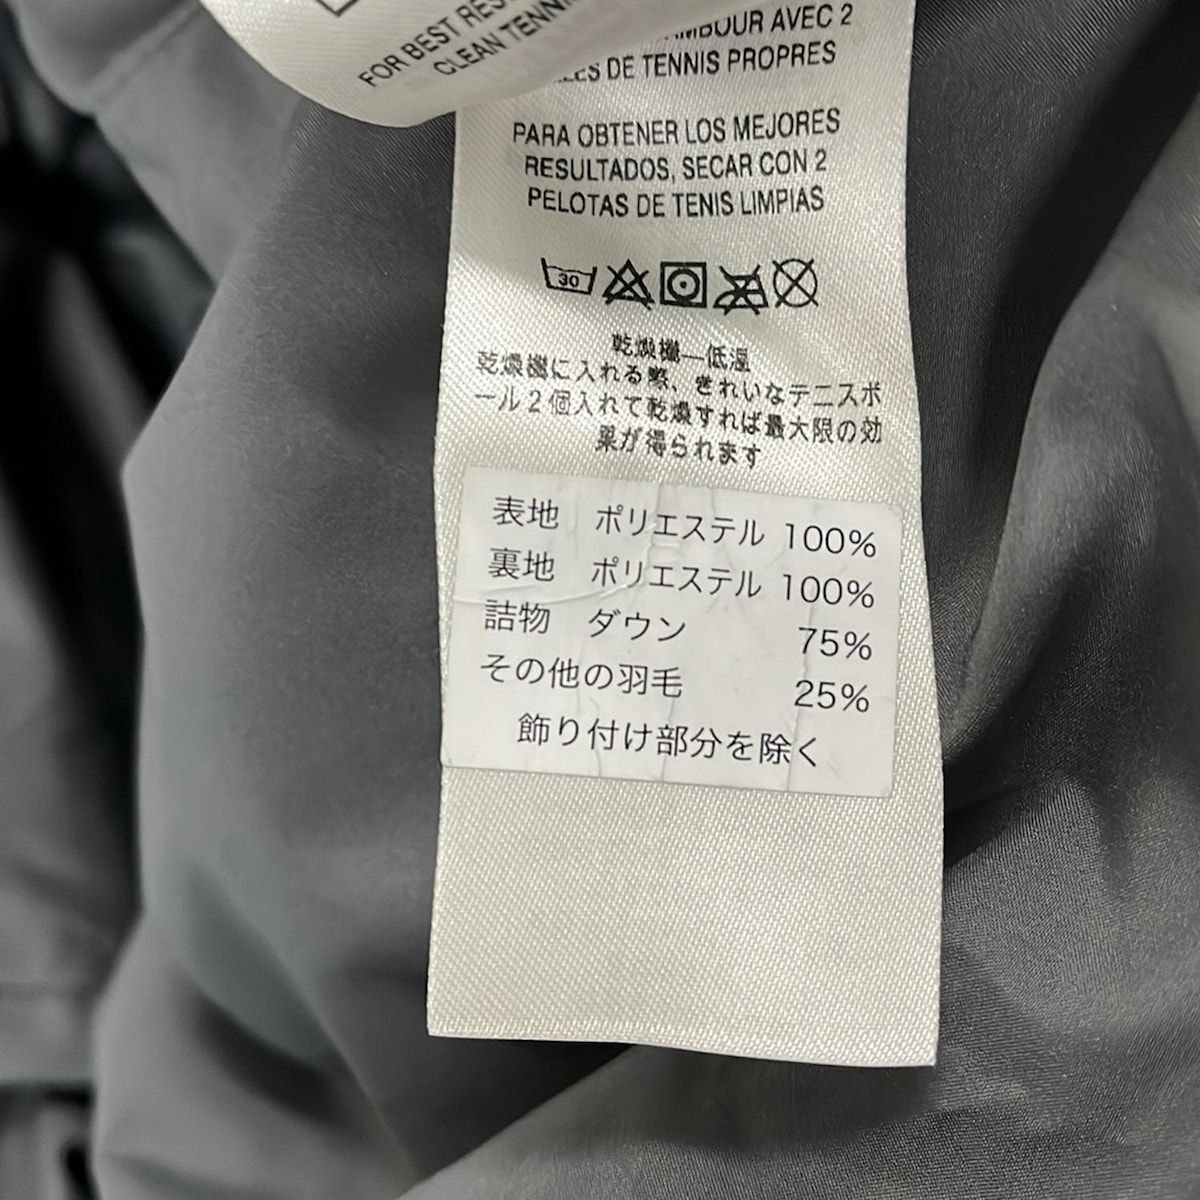 FOR BEST RES
CLEAN TENNIS
AVEC 2
DE TENNIS PROPRES
PARA OBTENER LOS MEJORES
RESULTADOS, SECAR CON 2
PELOTAS DE TENIS LIMPIAS
30
乾燥機—低温
乾燥機に入れる際、きれいなテニスボ
ール2個入れて乾燥すれば最大限の効
果が得られます
表地 ポリエステル 100%
裏地 ポリエステル 100%
詰物 ダウン 75%
その他の羽毛 25%
飾り付け部分を除く